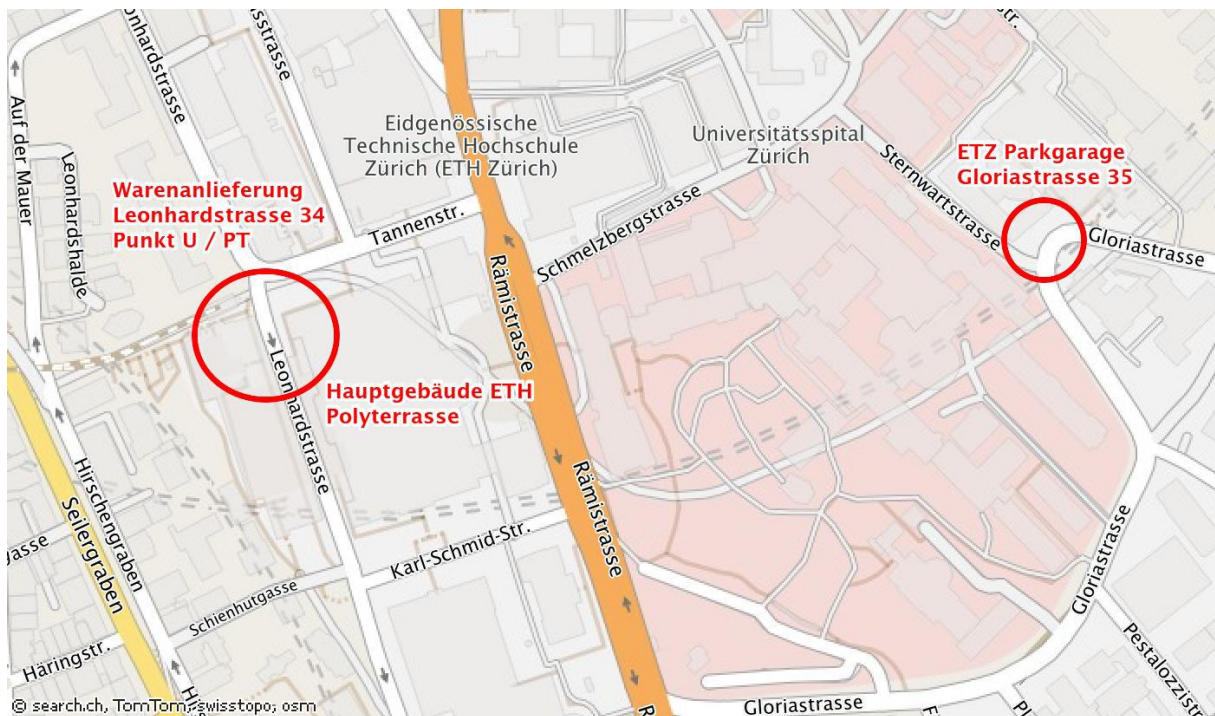 Leonhardstrasse
Auf der Mauer
Leonhardshalde
Eidgenössische
Technische Hochschule
Zürich (ETH Zürich)
Universitätsspital
Zürich
ETZ Parkgarage
Gloriastrasse 35
Sternwartstrasse
Gloriastrasse
Warenanlieferung
Leonhardstrasse 34
Punkt U / PT
Tannenstr.
Schmelzbergstrasse
Rämistrasse
Leonhardstrasse
Hauptgebäude ETH
Polyterrasse
Hirschengraben
Seilergraben
Rämistrasse
Karl-Schmid-Str.
Schienhutgasse
Häringstr.
Gloriastrasse
Pestalozzistr
Gloriastrasse
© search.ch, TomTom, swisstopo, osm